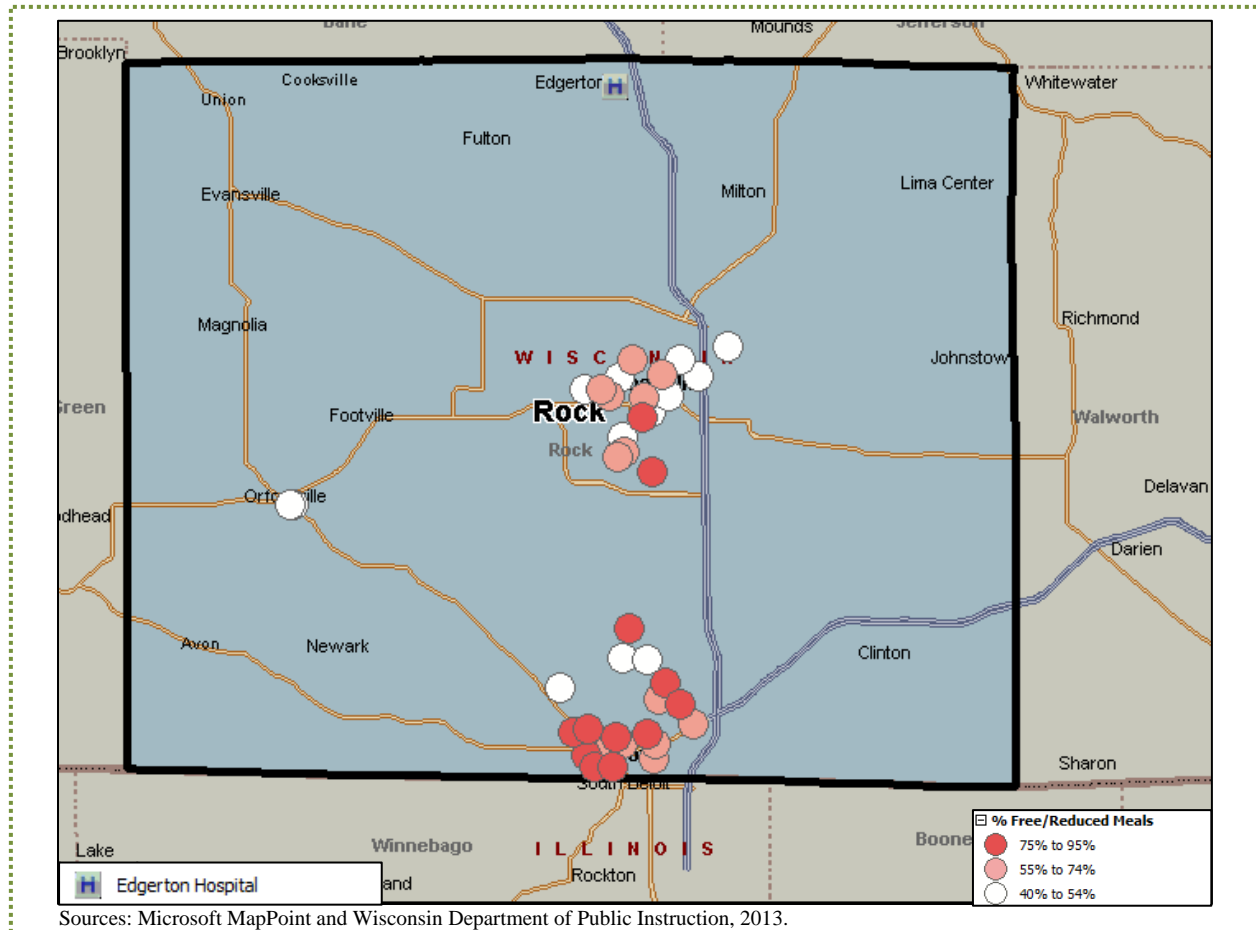 Dane
Mounds
Jefferson
Brooklyn
Cooksville
Edgerton
H
Whitewater
Union
Fulton
Evansville
Milton
Lima Center
Magnolia
Richmond
WISCONSIN
Johnstow
Green
Footville
Rock
Walworth
Rock
Delavan
dhead
Darien
Avon
Newark
Clinton
Sharon
South Beloit
Winnebago
Boone
Lake
ILLINOIS
Rockton
and
H Edgerton Hospital
% Free/Reduced Meals
75% to 95%
55% to 74%
40% to 54%
Sources: Microsoft MapPoint and Wisconsin Department of Public Instruction, 2013.